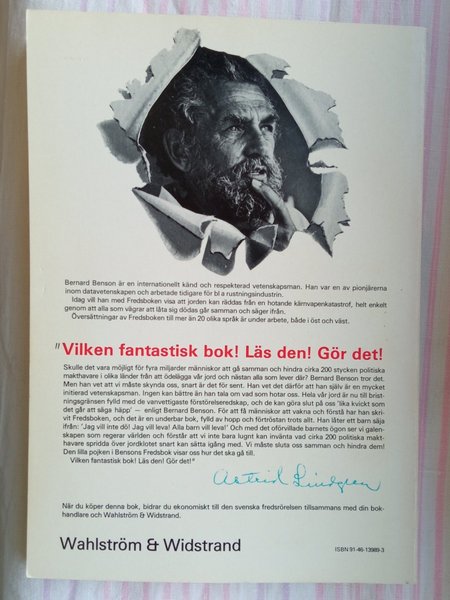 Bernard Benson är en internationellt känd och respekterad vetenskapsman. Han var en av pionjärerna
inom datavetenskapen och arbetade tidigare för bl a rustningsindustrin.
Idag vill han med Fredsboken visa att jorden kan räddas från en hotande kärnvapenkatastrof, helt enkelt
genom att alla som vägrar att låta sig dödas går samman och säger ifrån.
Översättningar av Fredsboken till mer än 20 olika språk är under arbete, både i öst och väst.
"Vilken fantastisk bok! Läs den! Gör det!
Skulle det vara möjligt för fyra miljarder människor att gå samman och hindra cirka 200 stycken politiska
makthavare i olika länder från att ödelägga vår jord och nästan alla som lever där? Bernard Benson tror det.
Men han vet att vi måste skynda oss, snart är det för sent. Han vet det därför att han själv är en mycket
initierad vetenskapsman. Ingen kan bättre än han tala om vad som hotar oss. Hela vår jord är nu till brist-
ningsgränsen fylld med de vanvettigaste förstörelseredskap, och de kan göra slut på oss 'lika kvickt som
det går att säga häpp' — enligt Bernard Benson. För att få människor att vakna och förstå har han skri-
vit Fredsboken, och det är en underbar bok, fylld av hopp och förtröstan trots allt. Han låter ett barn säja
ifrån: 'Jag vill inte dö! Jag vill leva! Alla barn vill leva!' Och med det oförvillade barnets ögon ser vi galen-
skapen som regerar världen och förstår att vi inte bara lugnt kan invänta vad cirka 200 politiska makt-
havare spridda över jordklotet snart kan sätta igång med. Vi måste sluta oss samman och hindra dem!
Den lilla pojken i Bensons Fredsbok visar oss hur det ska gå till.
Vilken fantastisk bok! Läs den! Gör det!"
Astrid Lindgren
När du köper denna bok, bidrar du ekonomiskt till den svenska fredsrörelsen tillsammans med din bok-
handlare och Wahlström & Widstrand.
Wahlström & Widstrand
ISBN 91-46-13989-3